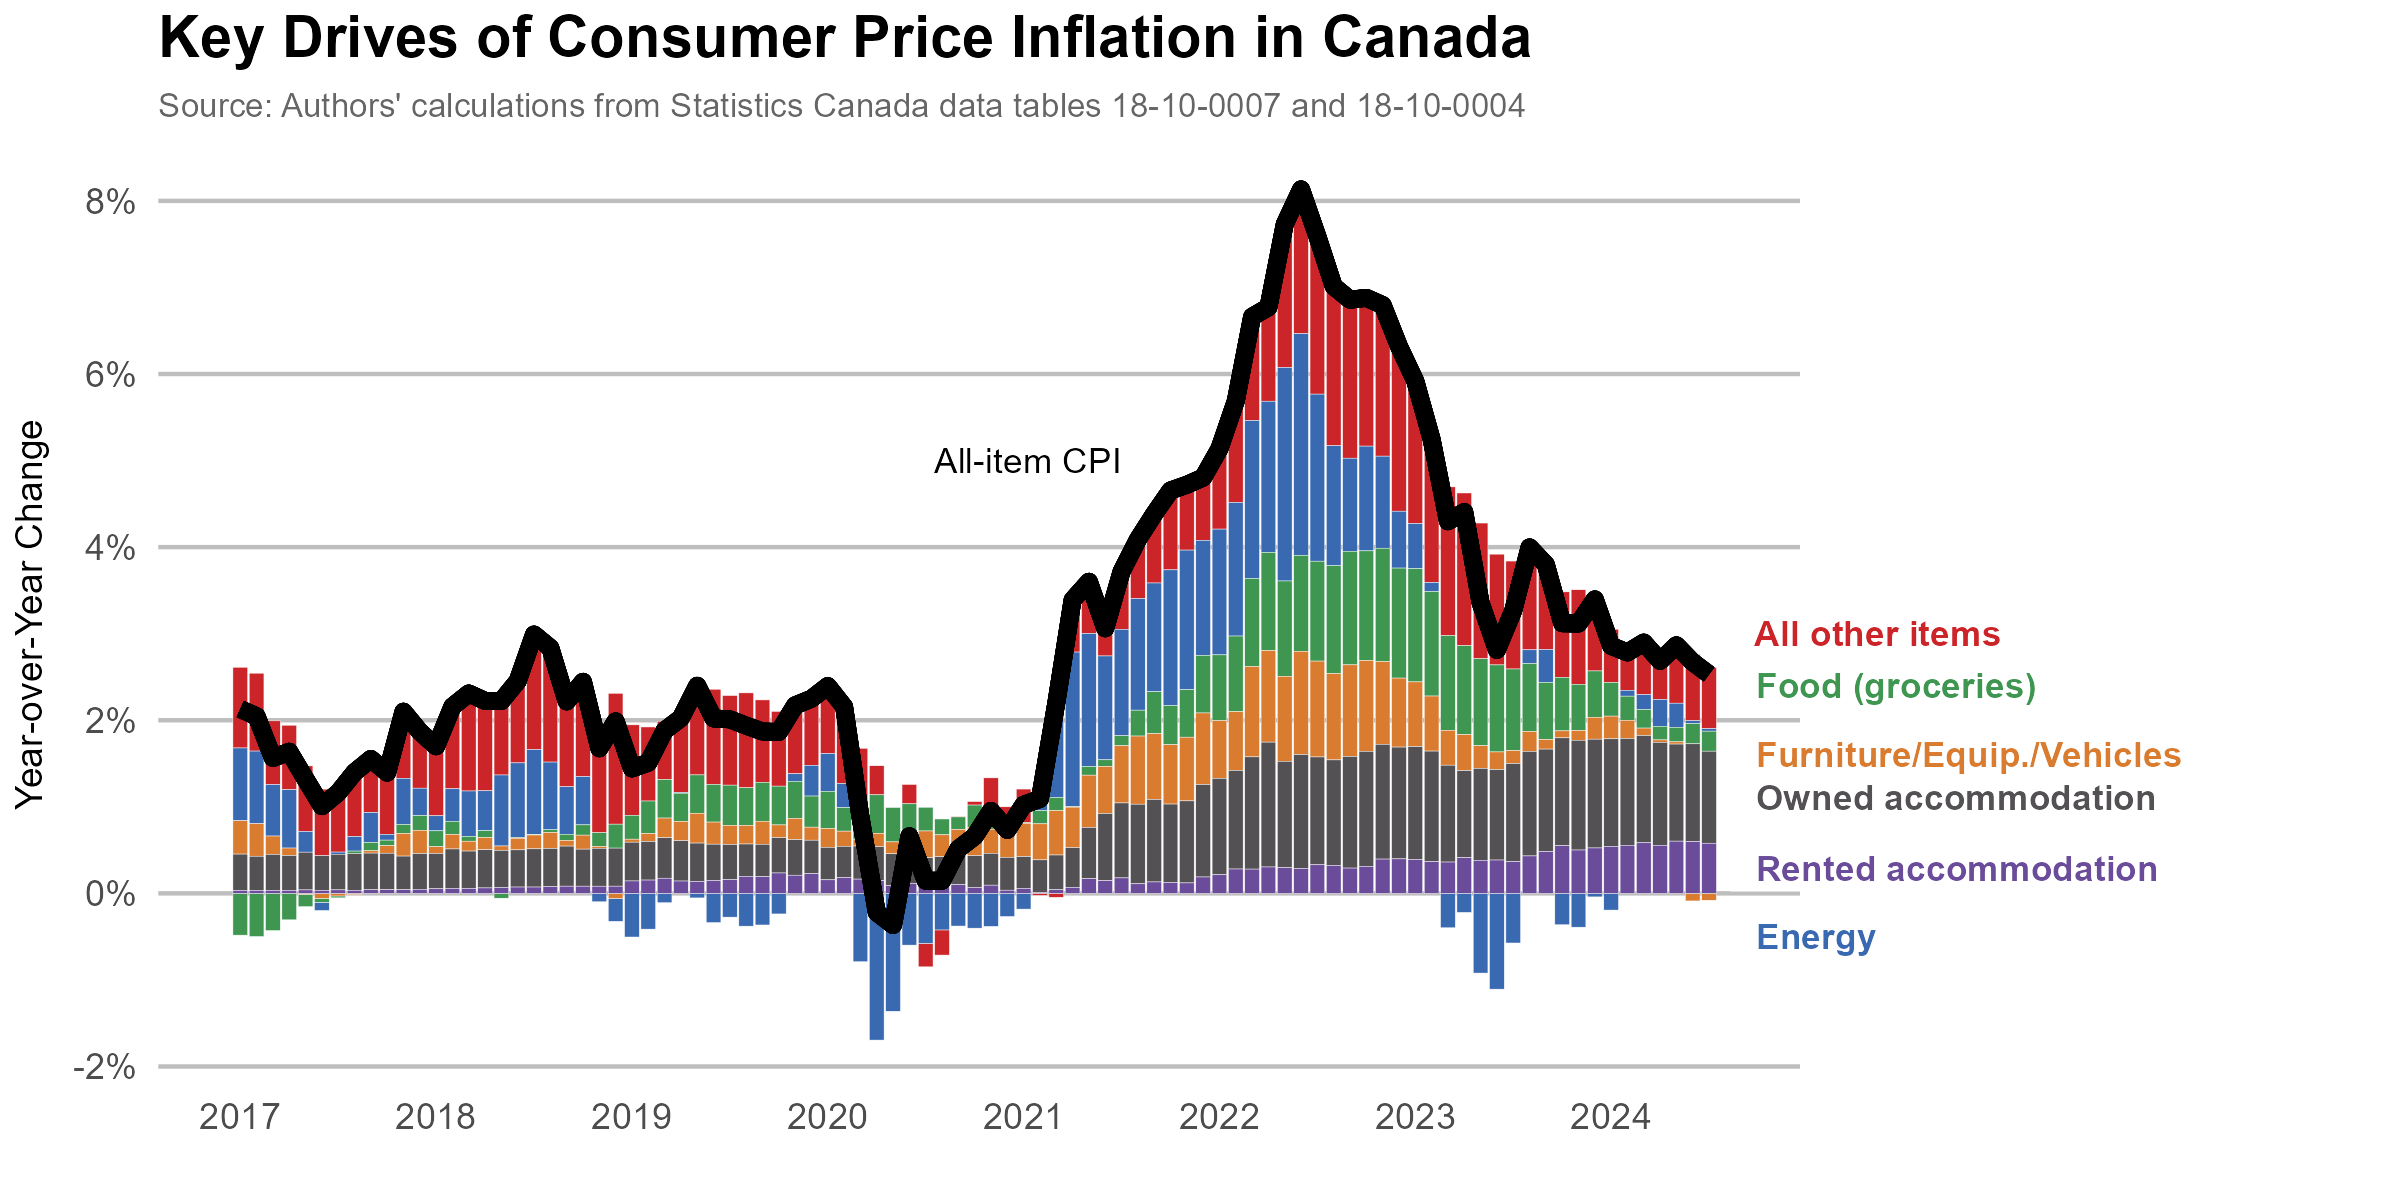 Key Drives of Consumer Price Inflation in Canada
Source: Authors' calculations from Statistics Canada data tables 18-10-0007 and 18-10-0004
Year-over-Year Change
8%
6%
4%
2%
0%
-2%
All-item CPI
All other items
Food (groceries)
Furniture/Equip./Vehicles
Owned accommodation
Rented accommodation
Energy
2017 2018 2019 2020 2021 2022 2023 2024